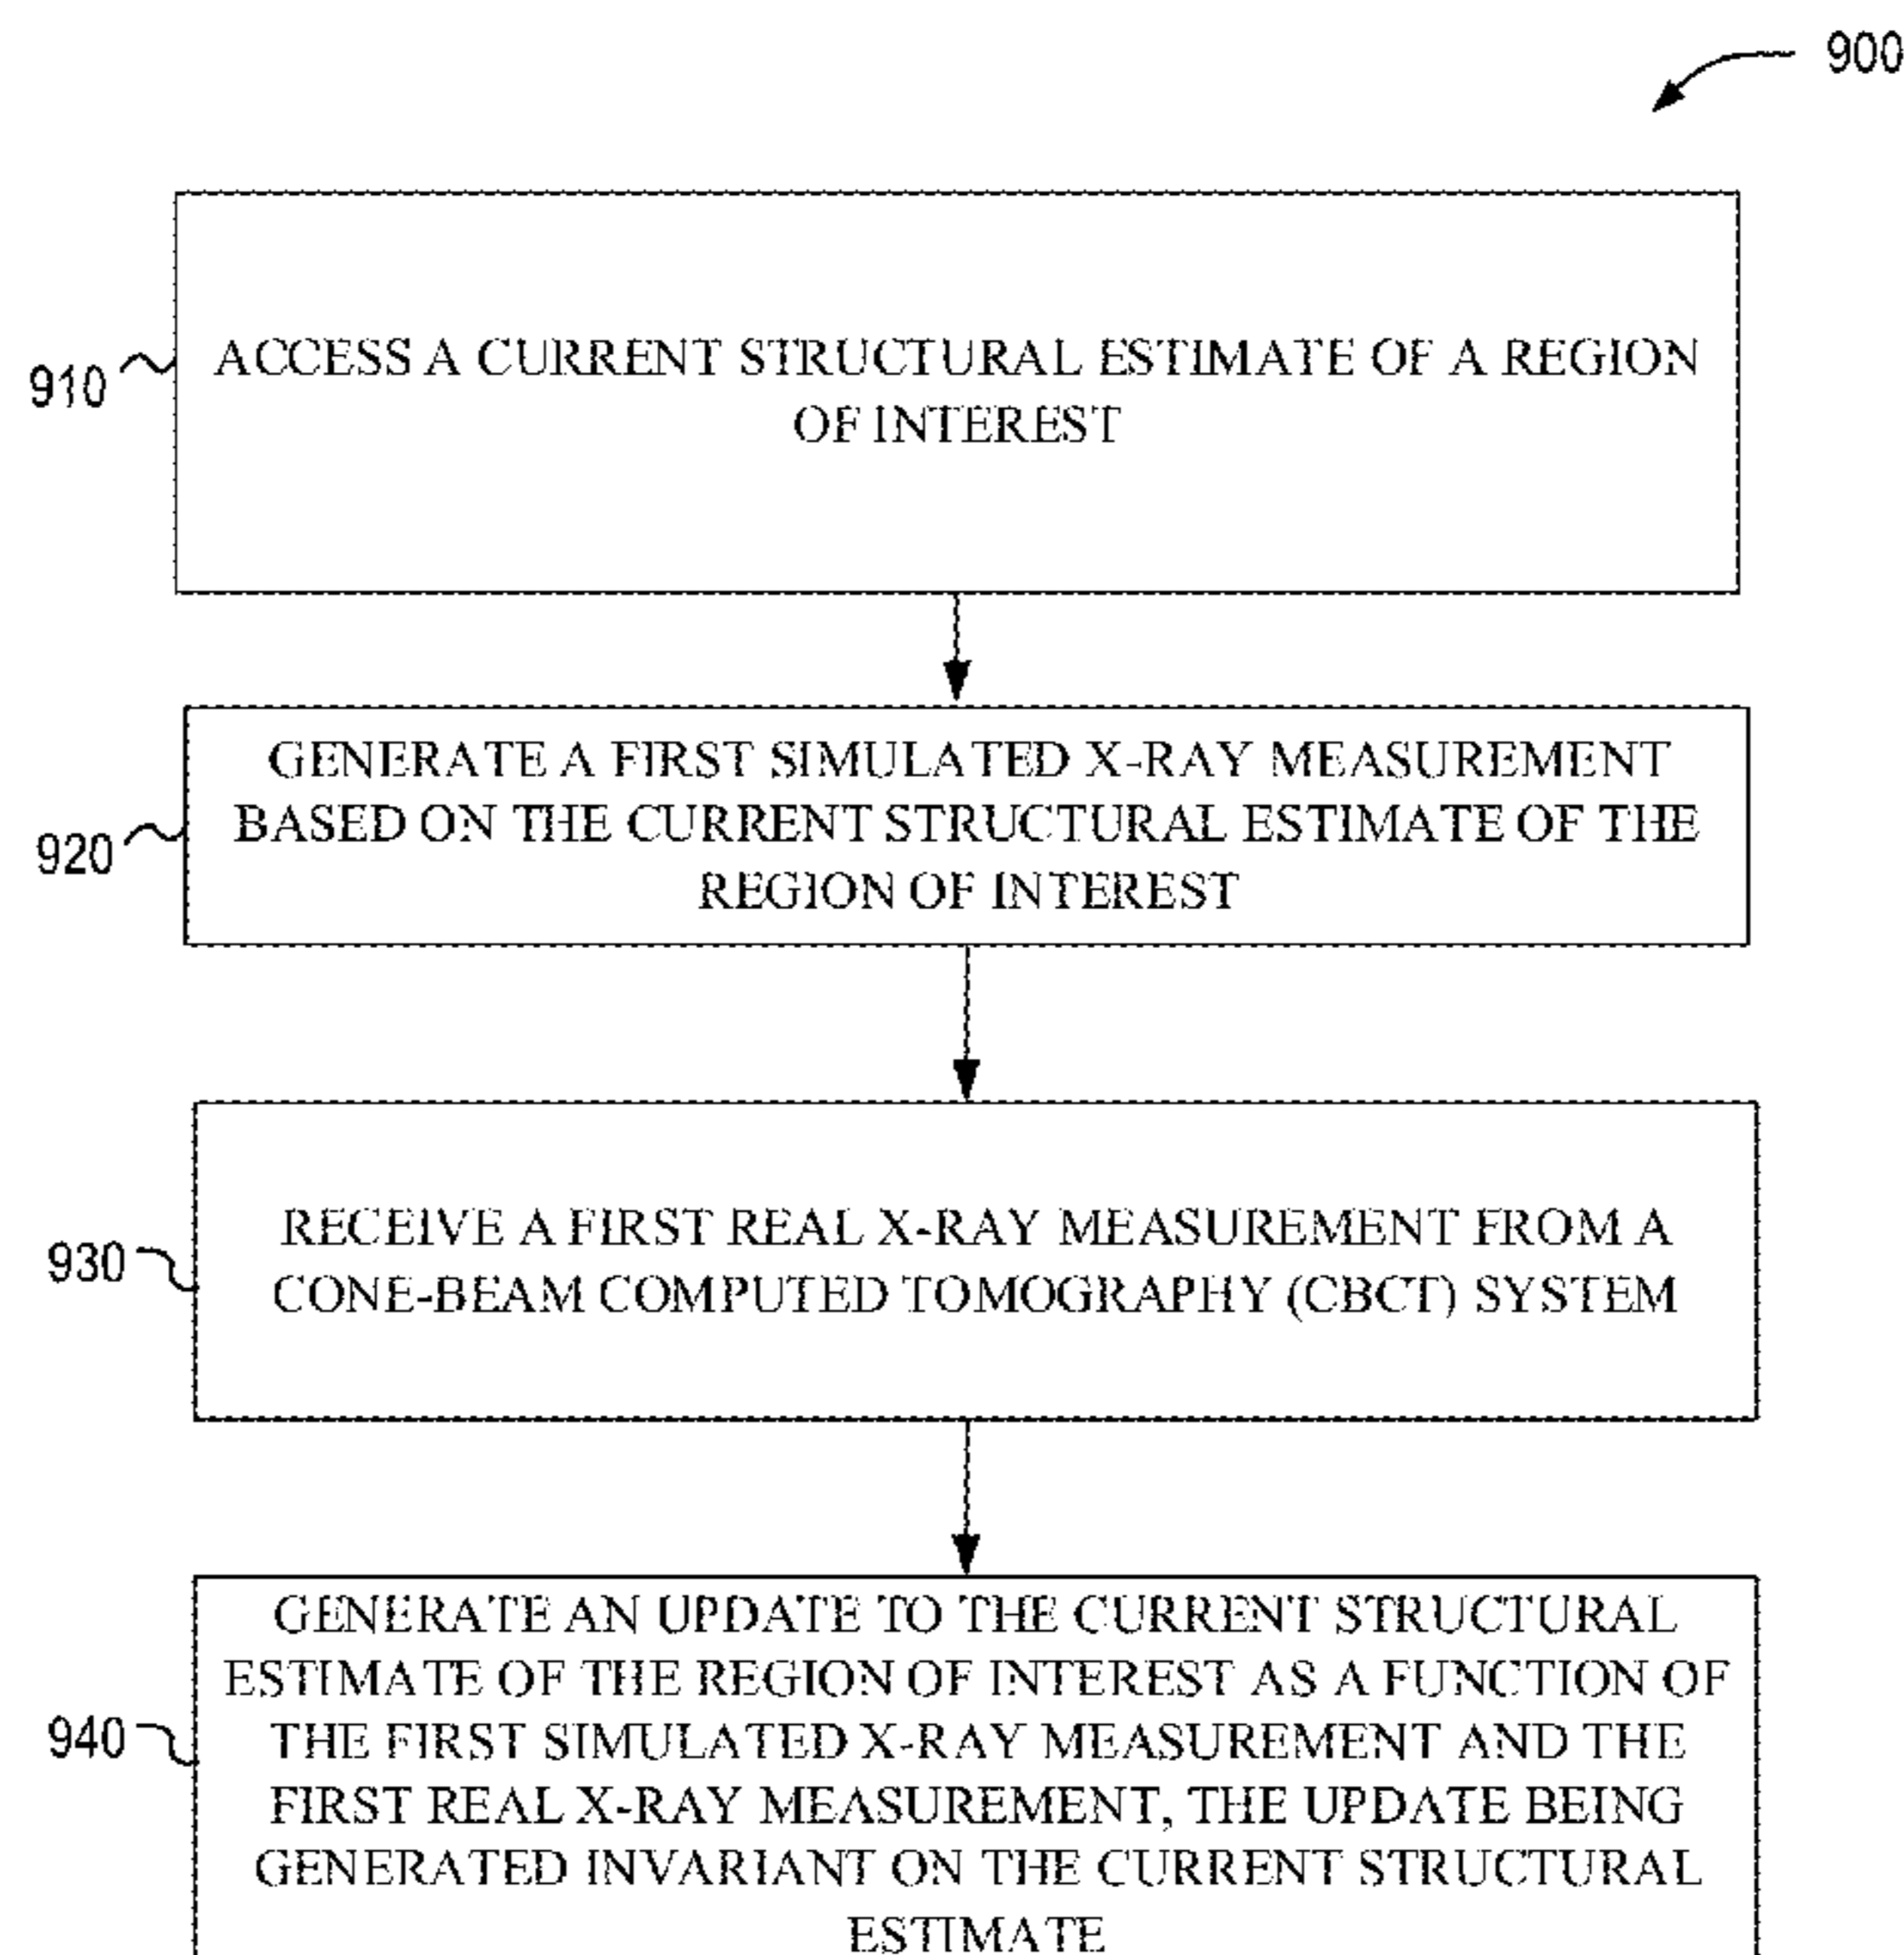 900
910
ACCESS A CURRENT STRUCTURAL ESTIMATE OF A REGION
OF INTEREST
920
GENERATE A FIRST SIMULATED X-RAY MEASUREMENT
BASED ON THE CURRENT STRUCTURAL ESTIMATE OF THE
REGION OF INTEREST
930
RECEIVE A FIRST REAL X-RAY MEASUREMENT FROM A
CONE-BEAM COMPUTED TOMOGRAPHY (CBCT) SYSTEM
940
GENERATE AN UPDATE TO THE CURRENT STRUCTURAL
ESTIMATE OF THE REGION OF INTEREST AS A FUNCTION OF
THE FIRST SIMULATED X-RAY MEASUREMENT AND THE
FIRST REAL X-RAY MEASUREMENT, THE UPDATE BEING
GENERATED INVARIANT ON THE CURRENT STRUCTURAL
ESTIMATE